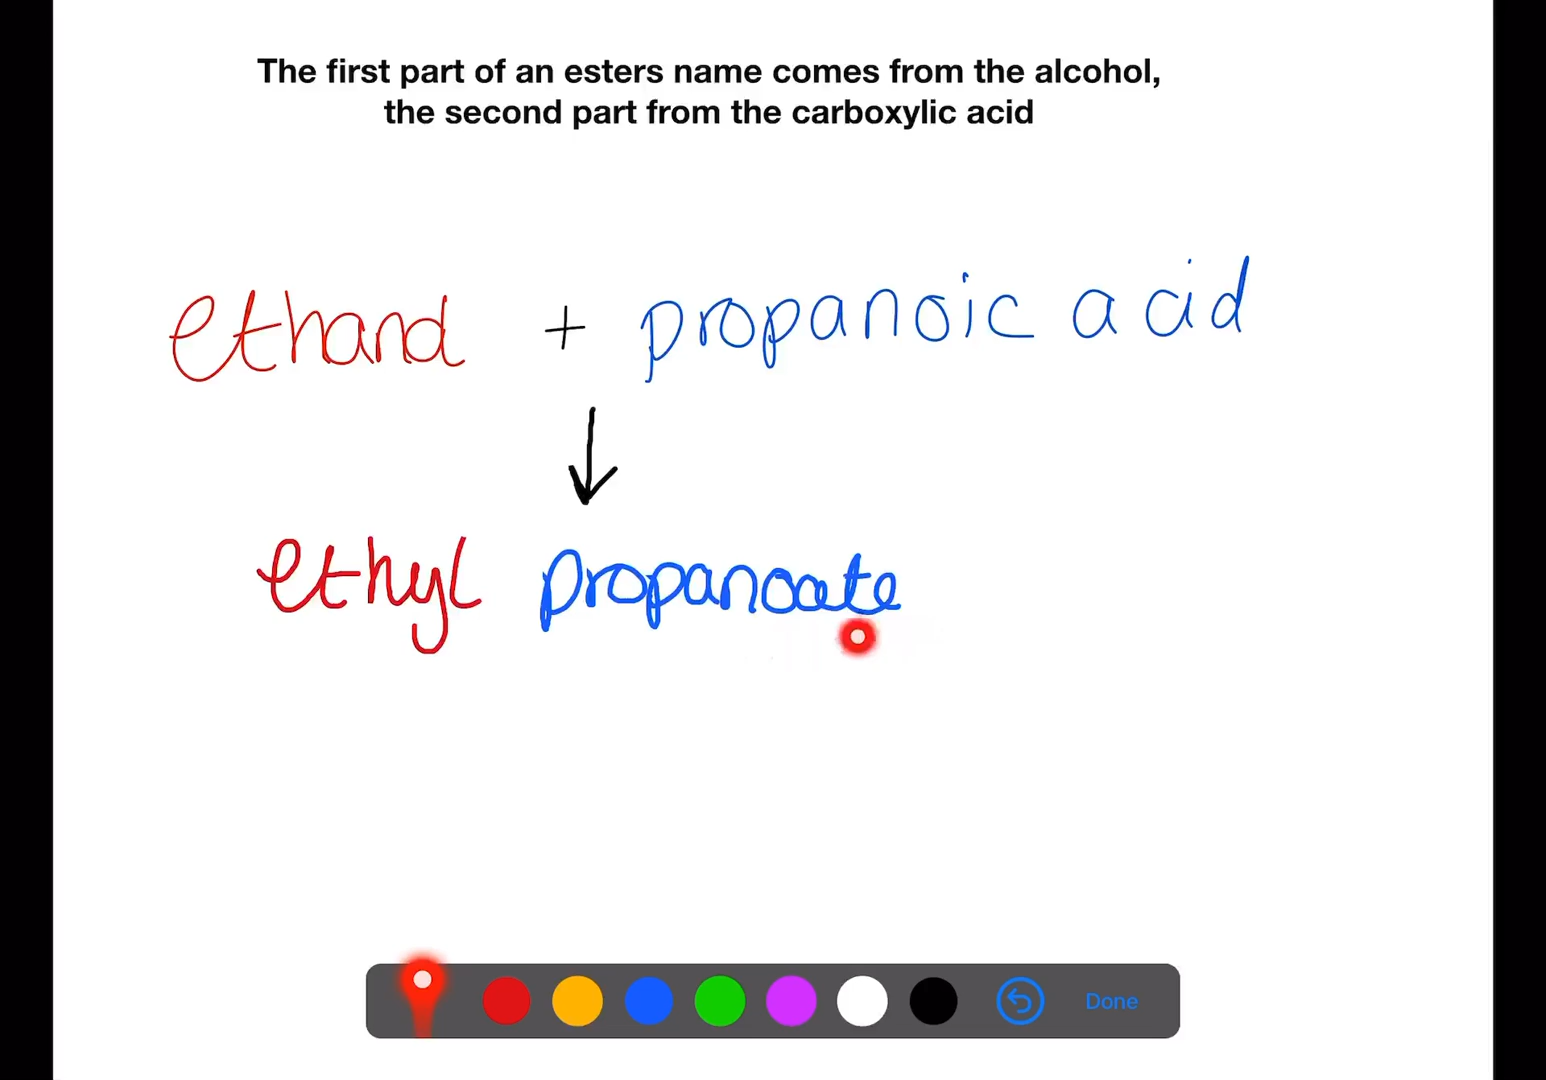 The first part of an esters name comes from the alcohol,
the second part from the carboxylic acid
ethanol + propanoic acid
ethyl propanoate
Done